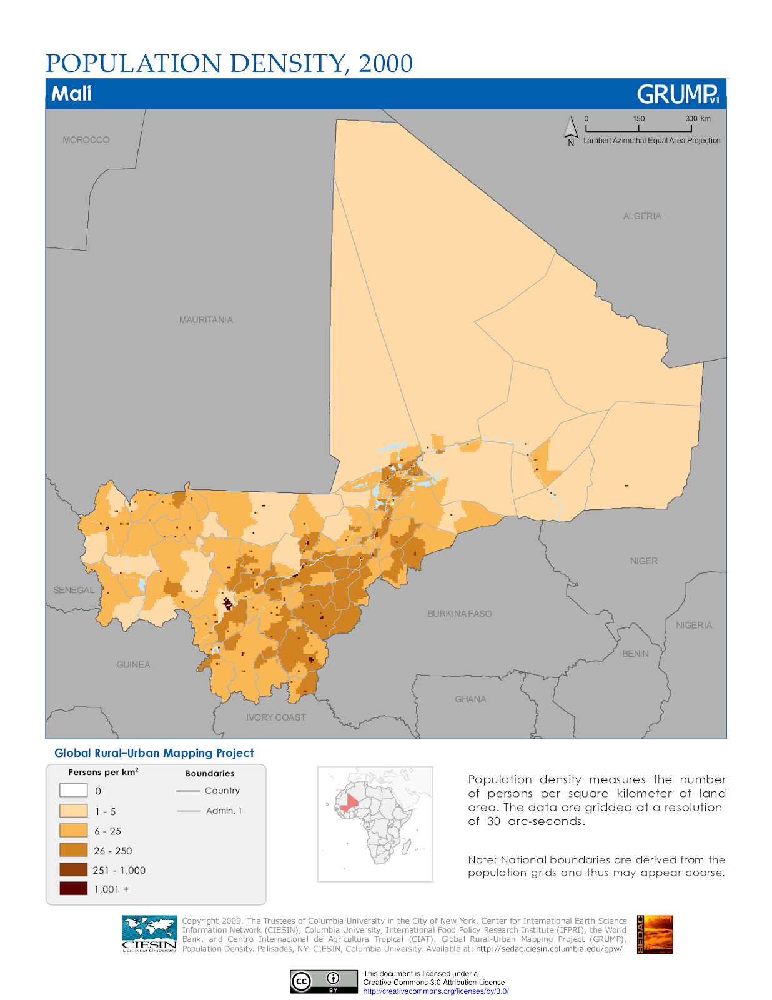 POPULATION DENSITY, 2000
Mali
GRUMPv1
0 150 300 km
Lambert Azimuthal Equal Area Projection
N
MOROCCO
ALGERIA
MAURITANIA
NIGER
SENEGAL
BURKINA FASO
NIGERIA
BENIN
GUINEA
GHANA
IVORY COAST
Global Rural–Urban Mapping Project
Persons per km2
0
1 - 5
6 - 25
26 - 250
251 - 1,000
1,001 +
Boundaries
Country
Admin. 1
Population density measures the number
of persons per square kilometer of land
area. The data are gridded at a resolution
of 30 arc-seconds.
Note: National boundaries are derived from the
population grids and thus may appear coarse.
CIESIN
Columbia University
Copyright 2009. The Trustees of Columbia University in the City of New York. Center for International Earth Science
Information Network (CIESIN), Columbia University, International Food Policy Research Institute (IFPRI), the World
Bank, and Centro Internacional de Agricultura Tropical (CIAT). Global Rural-Urban Mapping Project (GRUMP),
Population Density. Palisades, NY: CIESIN, Columbia University. Available at: http://sedac.ciesin.columbia.edu/gpw/
SEDAC
cc
BY
This document is licensed under a
Creative Commons 3.0 Attribution License
http://creativecommons.org/licenses/by/3.0/